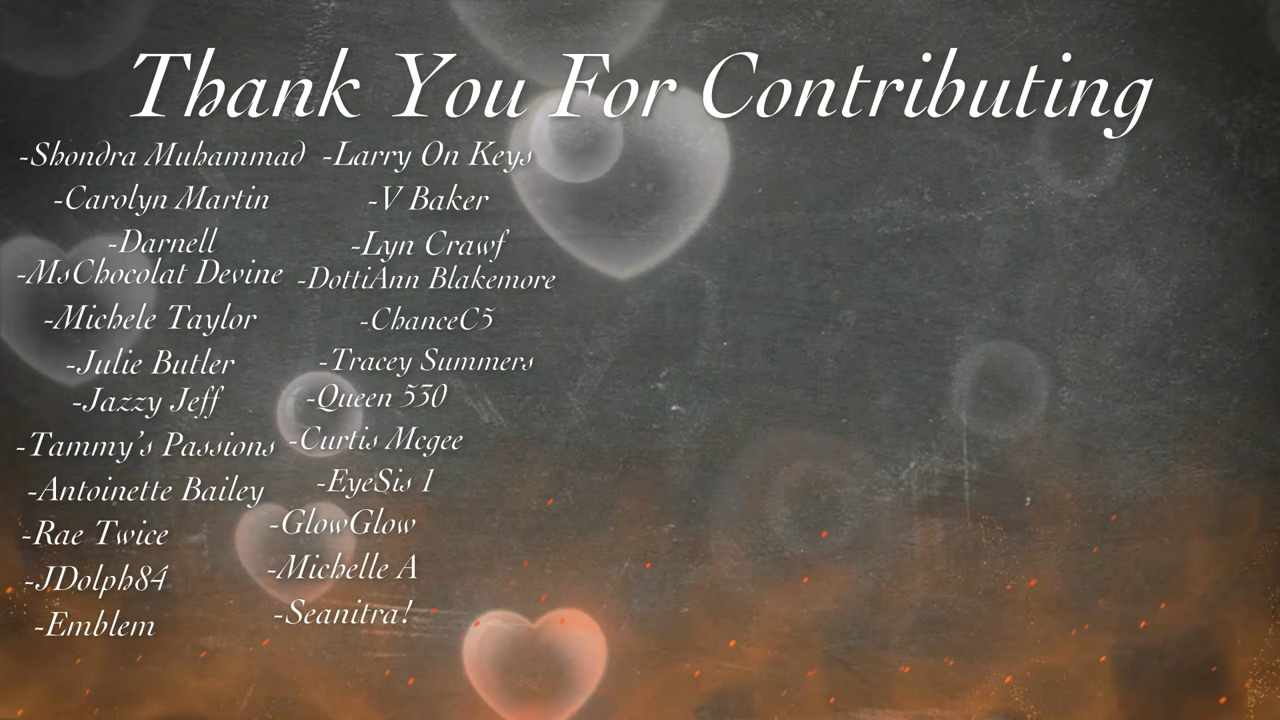 Thank You For Contributing
-Shondra Muhammad
-Carolyn Martin
-Darnell
-MsChocolat Devine
-Michele Taylor
-Julie Butler
-Jazzy Jeff
-Tammy's Passions
-Antoinette Bailey
-Rae Twice
-JDolph84
-Emblem
-Larry On Keys
-V Baker
-Lyn Crawf
-DottiAnn Blakemore
-ChanceC5
-Tracey Summers
-Queen 530
-Curtis Mcgee
-EyeSis 1
-GlowGlow
-Michelle A
-Seanitra!